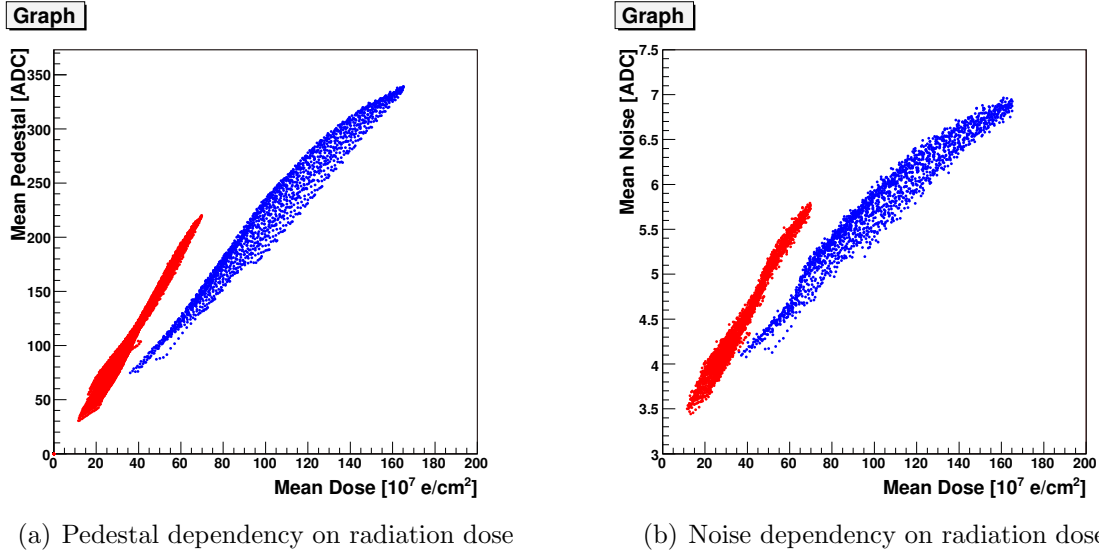 Graph
Mean Pedestal [ADC]
350
300
250
200
150
100
50
0
0 20 40 60 80 100 120 140 160 180 200
Mean Dose [10⁷ e/cm²]
(a) Pedestal dependency on radiation dose
Graph
Mean Noise [ADC]
7.5
7
6.5
6
5.5
5
4.5
4
3.5
3
0 20 40 60 80 100 120 140 160 180 200
Mean Dose [10⁷ e/cm²]
(b) Noise dependency on radiation dose